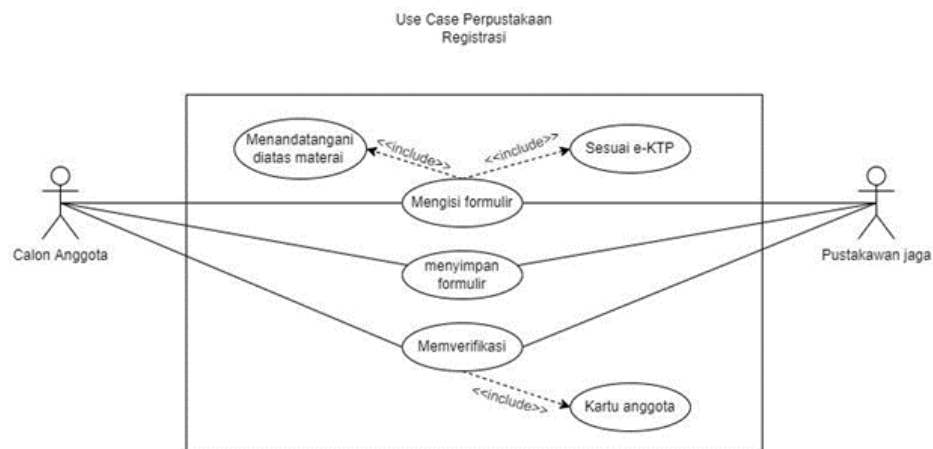 Use Case Perpustakaan
Registrasi
Menandatangani
diatas materai
<<include>>
<<include>>
Sesuai e-KTP
Mengisi formulir
Calon Anggota
Pustakawan jaga
menyimpan
formulir
Memverifikasi
<<include>>
Kartu anggota